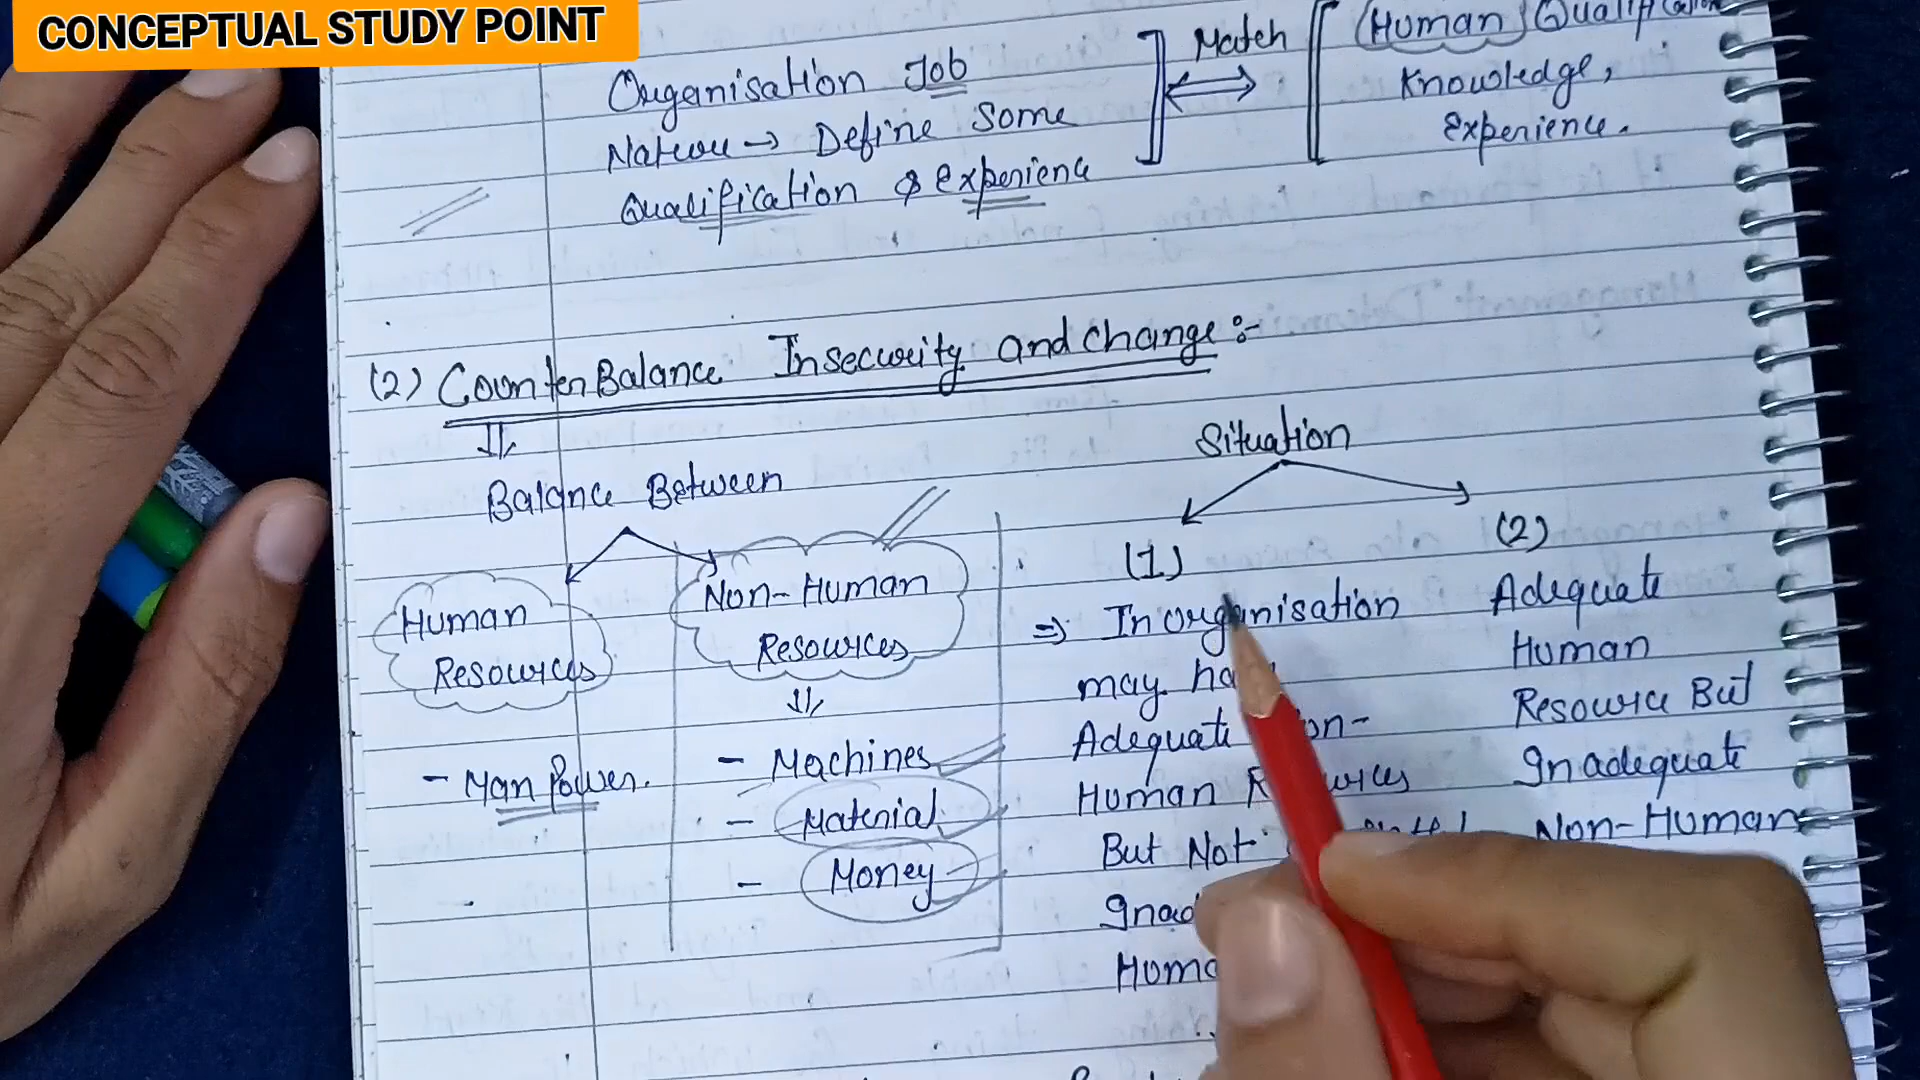 CONCEPTUAL STUDY POINT
Organisation Job
Nature → Define Some
Qualification & experience
Match
(Human) Qualification
Knowledge,
experience.
(2) Counter Balance Insecurity and change :-
Balance Between
Human
Resources
- Man Power.
Non-Human
Resources
- Machines
- Material
- Money
Situation
(1)
⇒ In organisation
may
Adequate
Human
But Not
(2)
Adequate
Human
Resource But
Inadequate
Non-Human